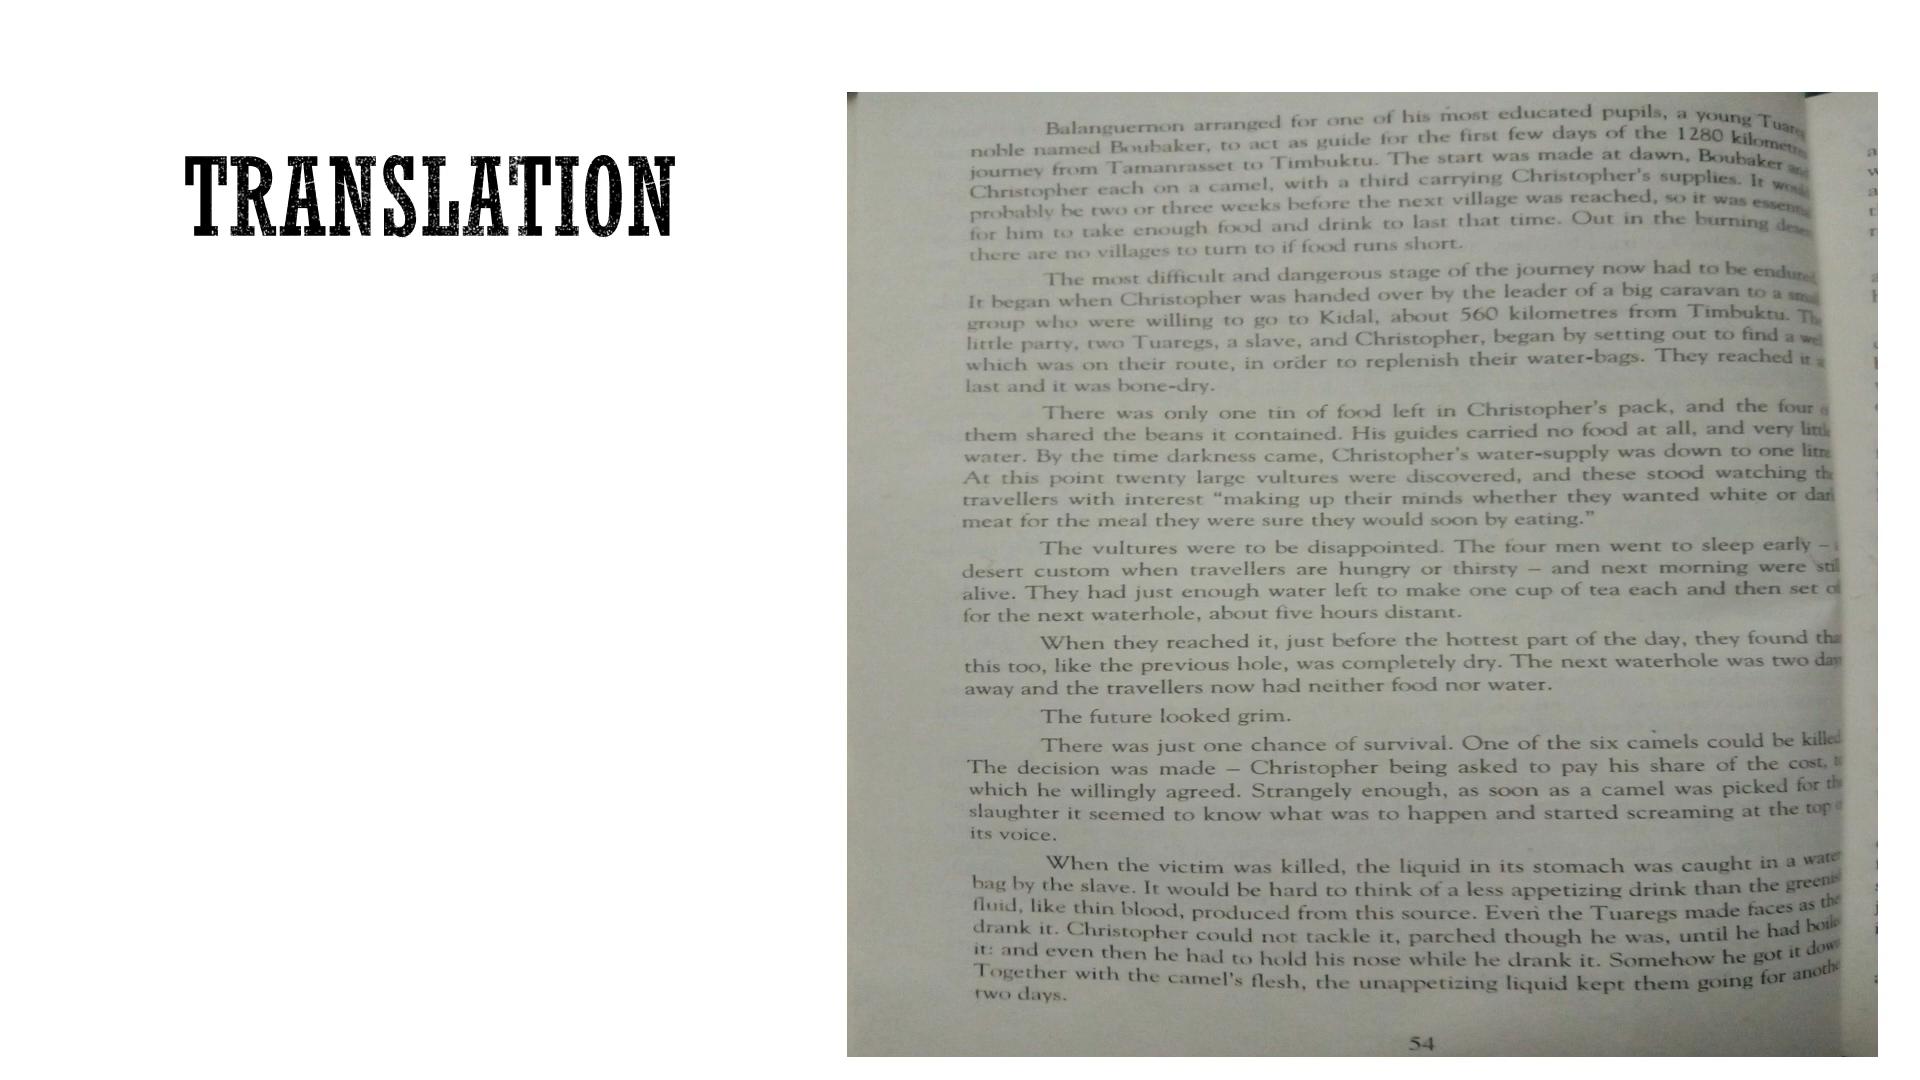 TRANSLATION
Balanguernon arranged for one of his most educated pupils, a young
noble named Boubaker, to act as guide for the first few days of the 1280
journey from Tamanrasset to Timbuktu. The start was made at dawn, Boubaker
Christopher each on a camel, with a third carrying Christopher's supplies. It
probably be two or three weeks before the next village was reached, so it was
for him to take enough food and drink to last that time. Out in the burning
there are no villages to turn to if food runs short.
The most difficult and dangerous stage of the journey now had to be
It began when Christopher was handed over by the leader of a big caravan to a
group who were willing to go to Kidal, about 560 kilometres from Timbuktu.
little party, two Tuaregs, a slave, and Christopher, began by setting out to find a
which was on their route, in order to replenish their water-bags. They reached it
last and it was bone-dry.
There was only one tin of food left in Christopher's pack, and the four
them shared the beans it contained. His guides carried no food at all, and very
water. By the time darkness came, Christopher's water-supply was down to one
At this point twenty large vultures were discovered, and these stood watching
travellers with interest “making up their minds whether they wanted white or
meat for the meal they were sure they would soon by eating.”
The vultures were to be disappointed. The four men went to sleep early –
desert custom when travellers are hungry or thirsty – and next morning were
alive. They had just enough water left to make one cup of tea each and then set
for the next waterhole, about five hours distant.
When they reached it, just before the hottest part of the day, they found
this too, like the previous hole, was completely dry. The next waterhole was two
away and the travellers now had neither food nor water.
The future looked grim.
There was just one chance of survival. One of the six camels could be killed
The decision was made – Christopher being asked to pay his share of the cost,
which he willingly agreed. Strangely enough, as soon as a camel was picked for
slaughter it seemed to know what was to happen and started screaming at the top
its voice.
When the victim was killed, the liquid in its stomach was caught in a
bag by the slave. It would be hard to think of a less appetizing drink than the
fluid, like thin blood, produced from this source. Even the Tuaregs made faces as
drank it. Christopher could not tackle it, parched though he was, until he had
it: and even then he had to hold his nose while he drank it. Somehow he got it
Together with the camel's flesh, the unappetizing liquid kept them going for
two days.
54